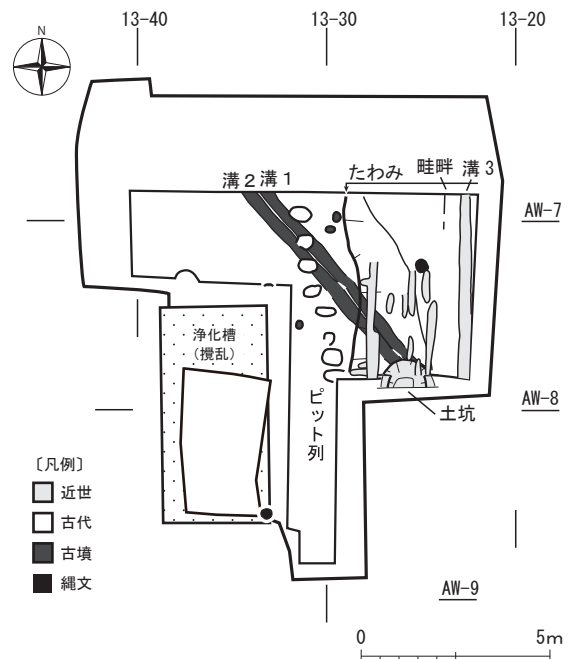 13-40
13-30
13-20
N
溝2 溝1
たわみ
畦畔
溝3
AW-7
浄化槽
(攪乱)
ピット列
土坑
AW-8
〔凡例〕
近世
古代
古墳
縄文
AW-9
0
5m